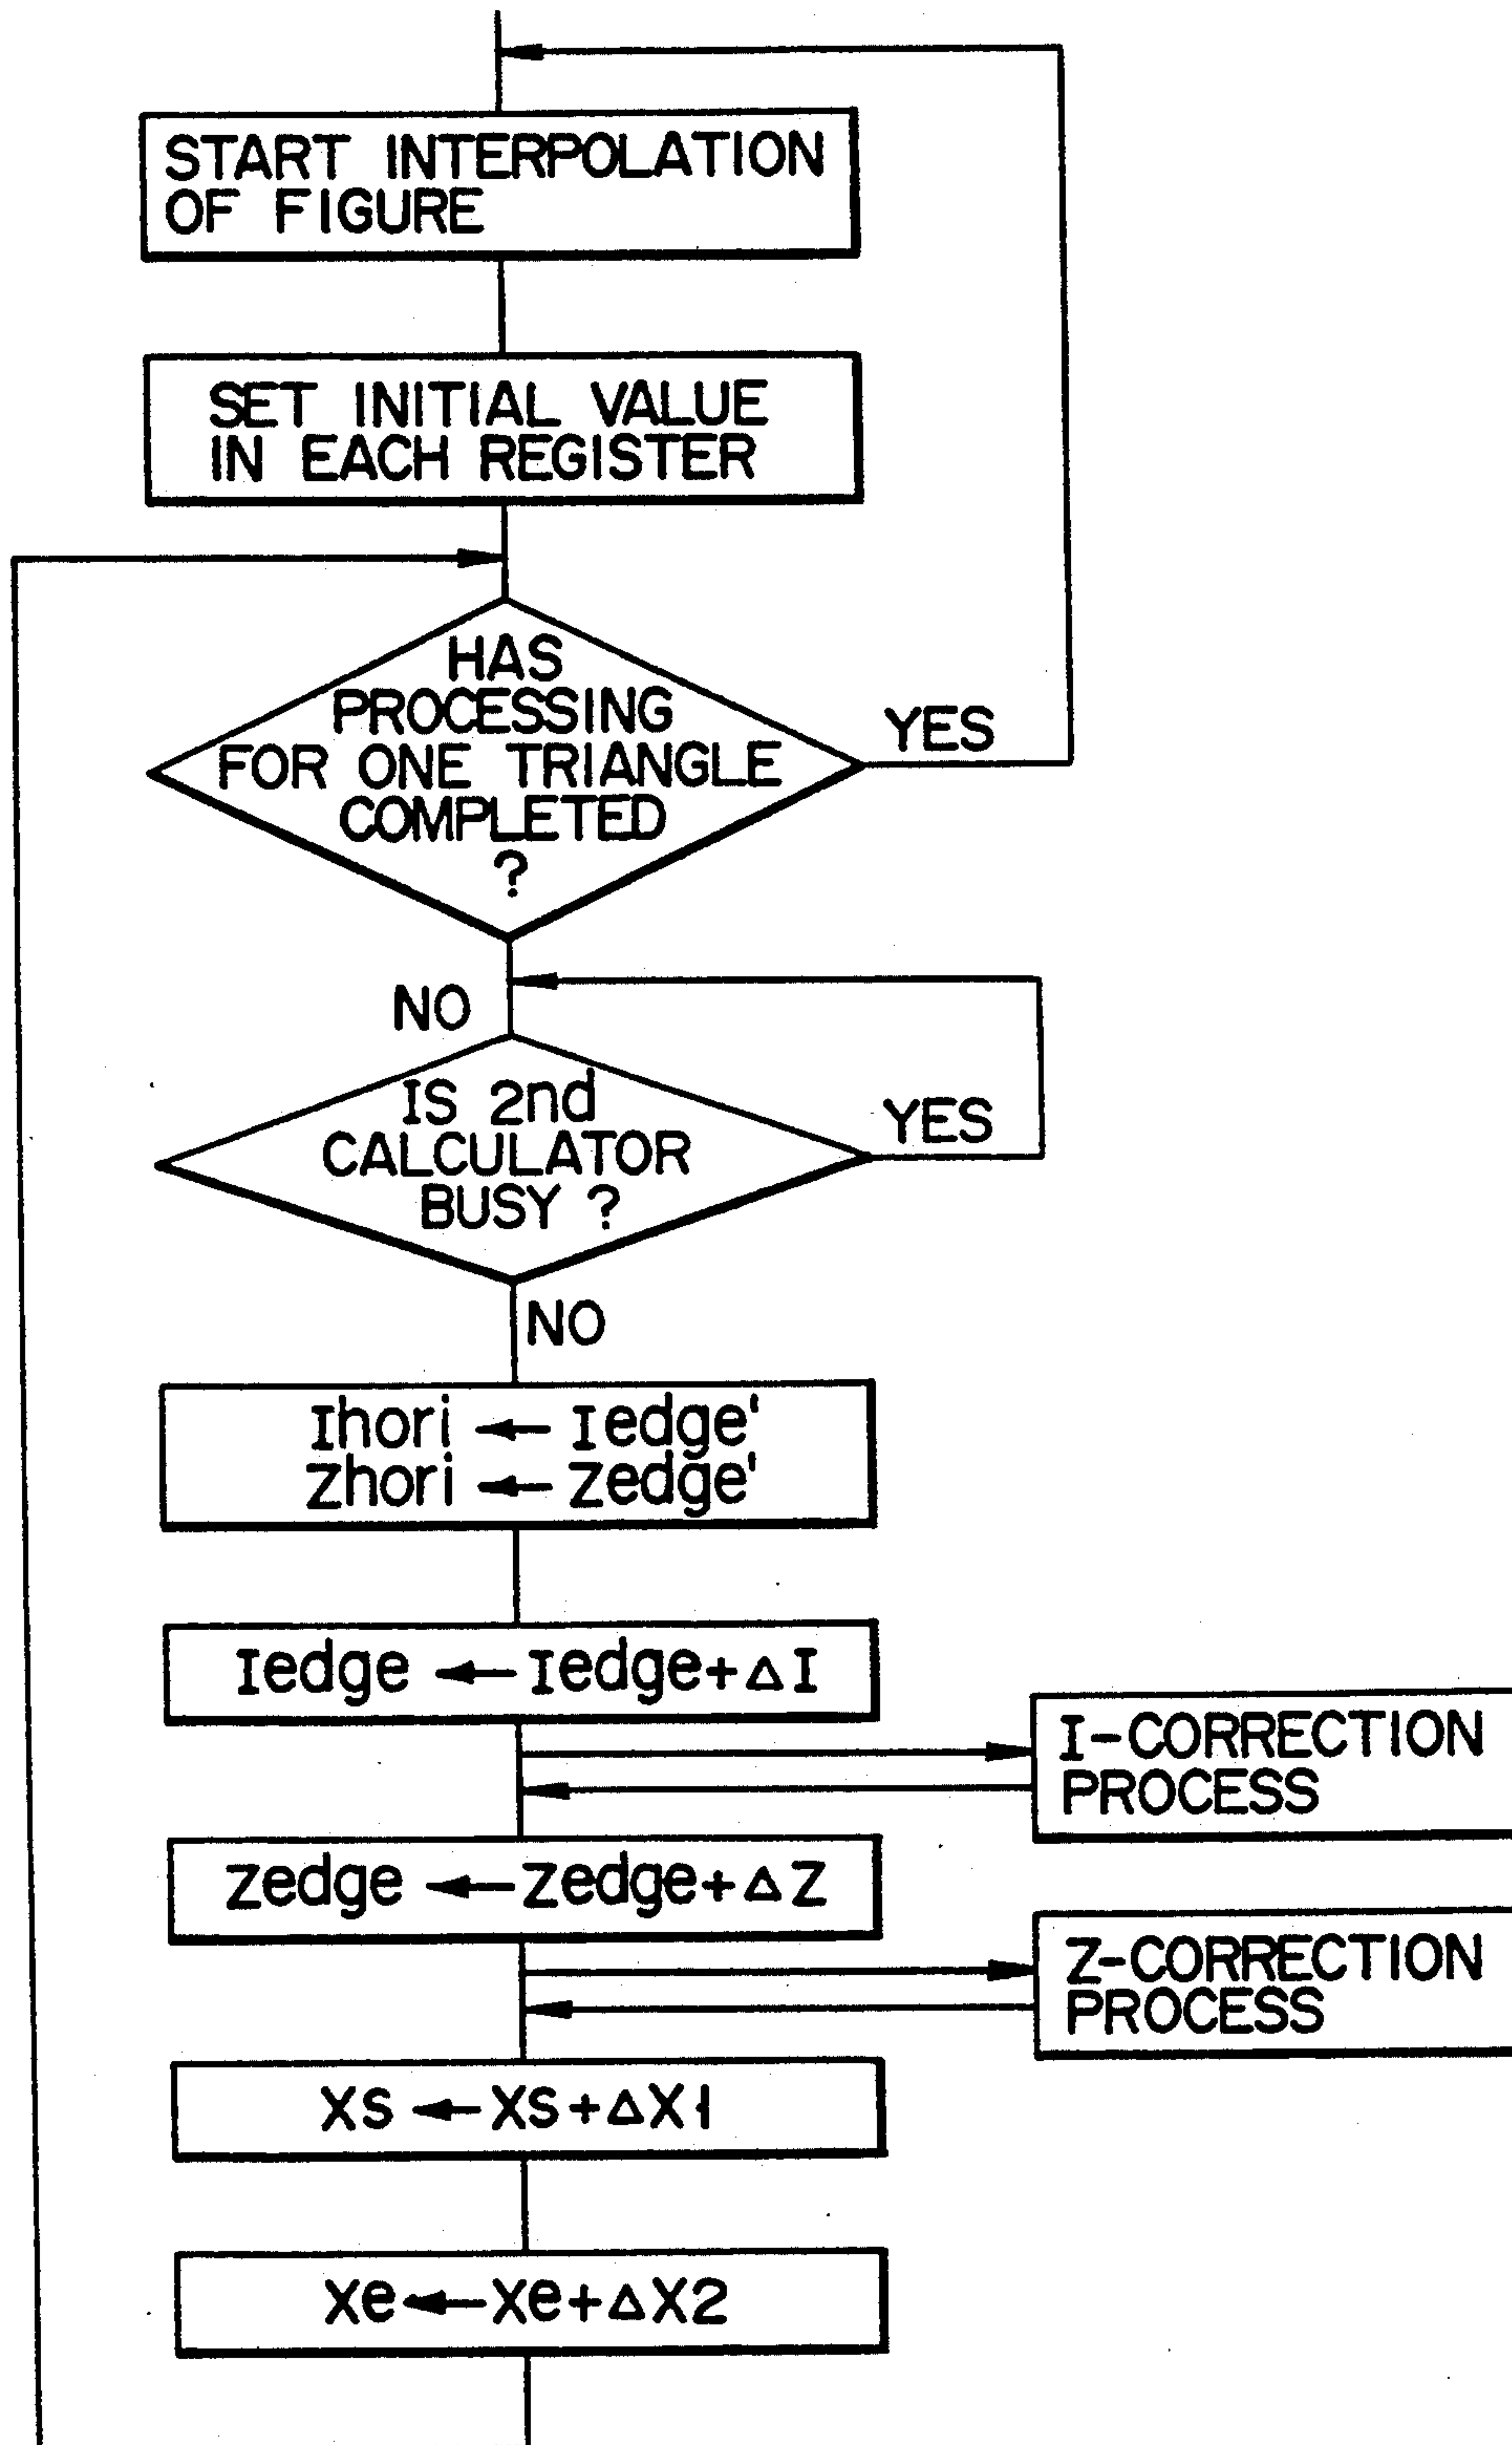 START INTERPOLATION
OF FIGURE
SET INITIAL VALUE
IN EACH REGISTER
HAS
PROCESSING
FOR ONE TRIANGLE
COMPLETED
?
YES
NO
IS 2nd
CALCULATOR
BUSY ?
YES
NO
Ihori ← Iedge'
Zhori ← Zedge'
Iedge ← Iedge+ΔI
I-CORRECTION
PROCESS
Zedge ← Zedge+ΔZ
Z-CORRECTION
PROCESS
XS ← XS+ΔX1
Xe ← Xe+ΔX2